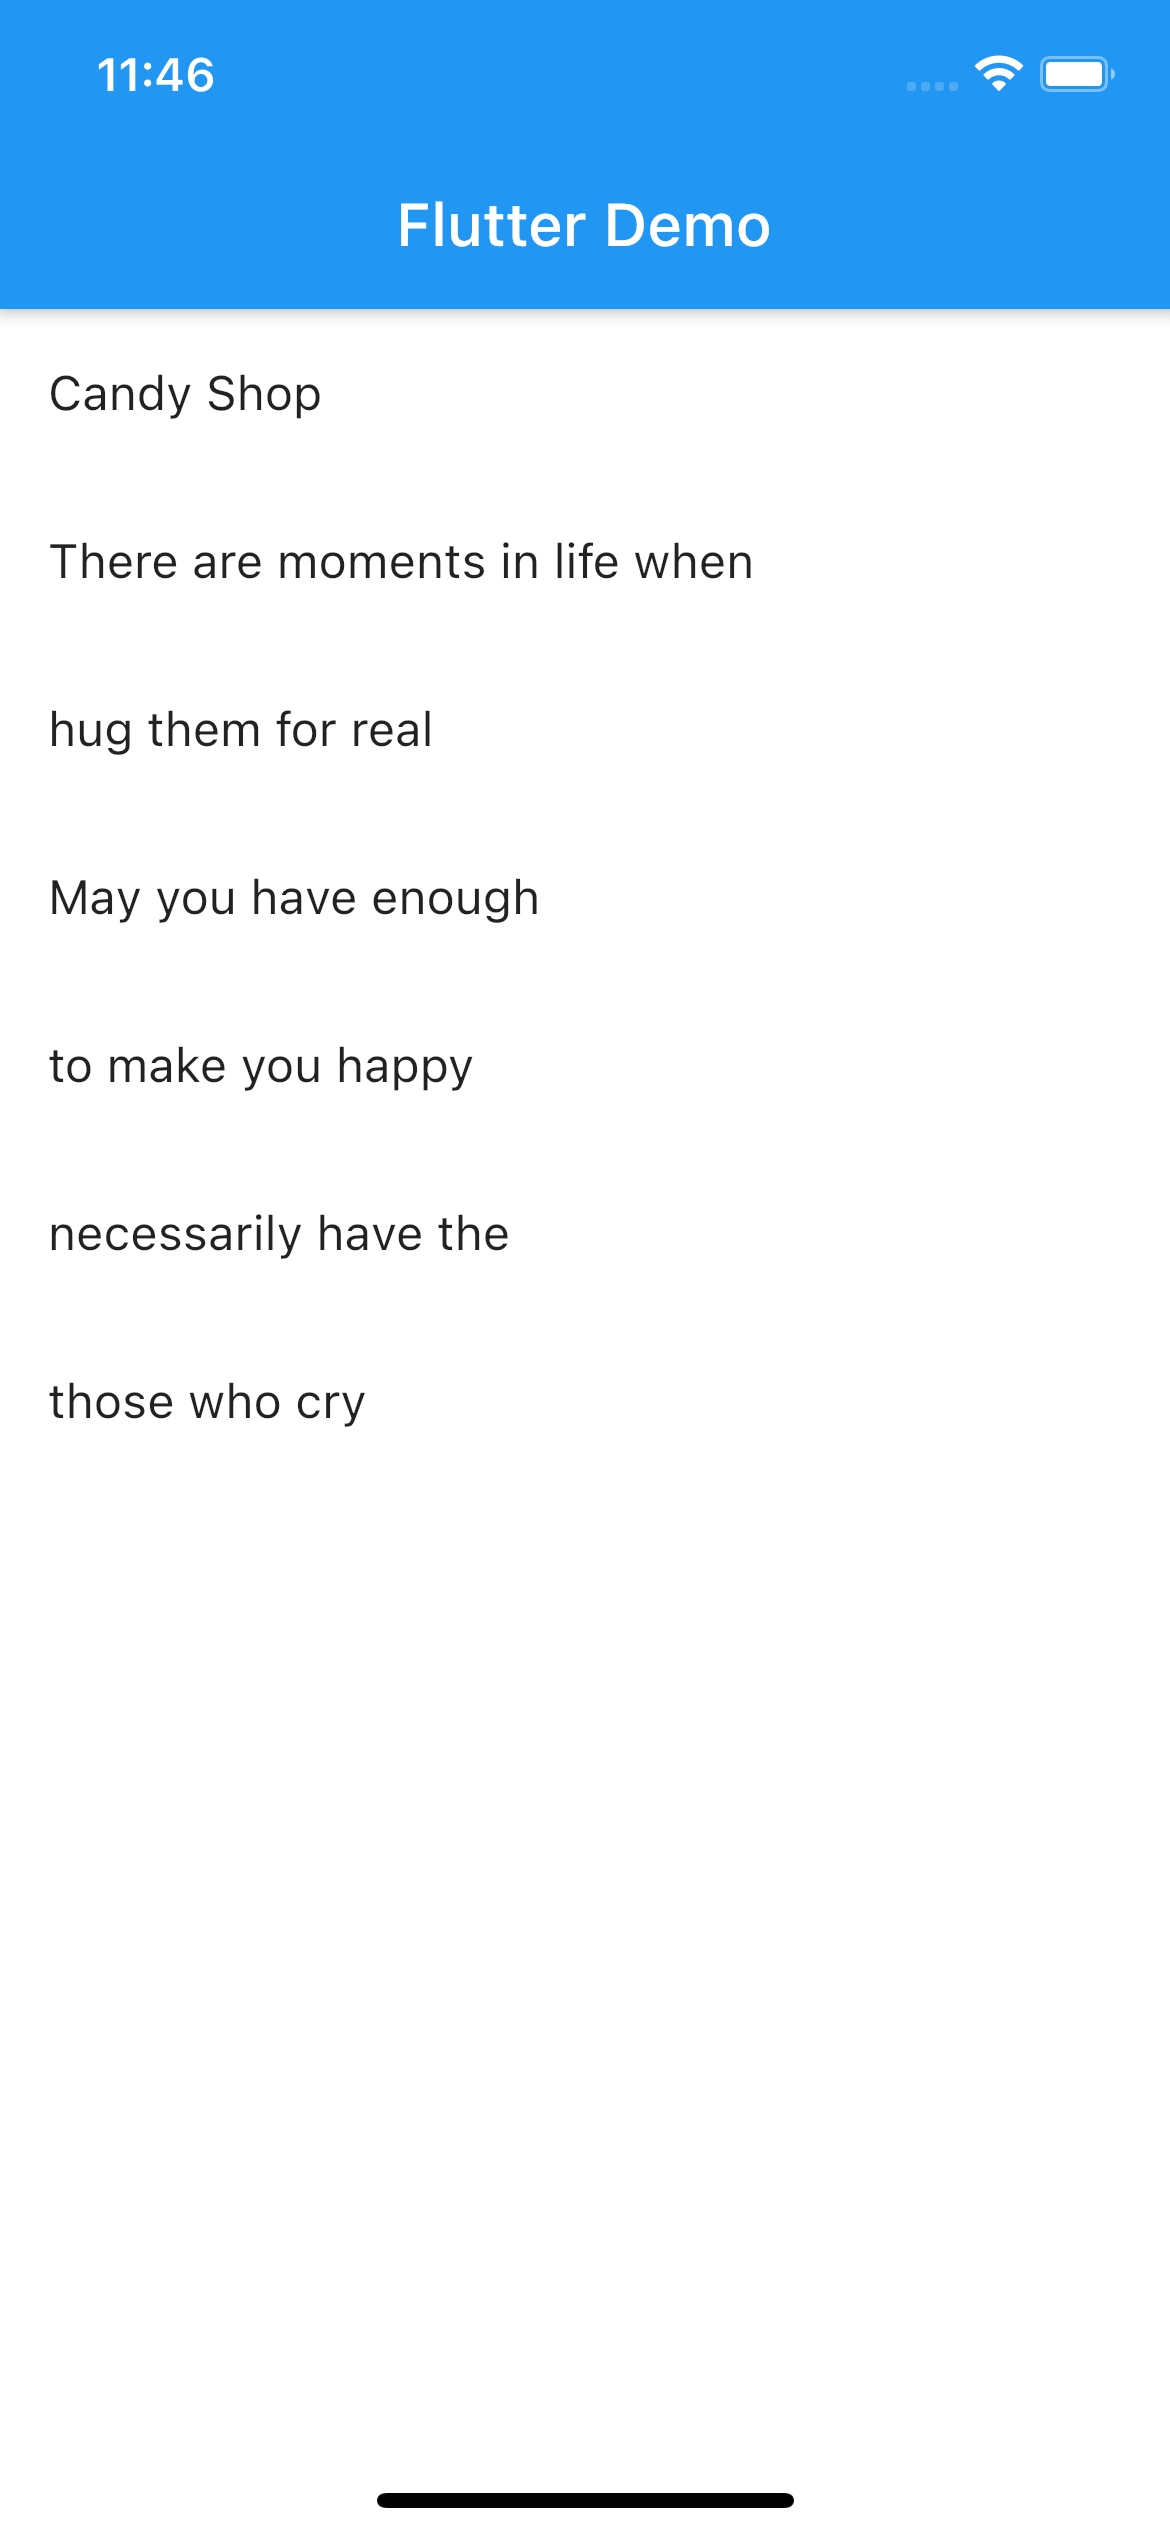 11:46
Flutter Demo
Candy Shop
There are moments in life when
hug them for real
May you have enough
to make you happy
necessarily have the
those who cry